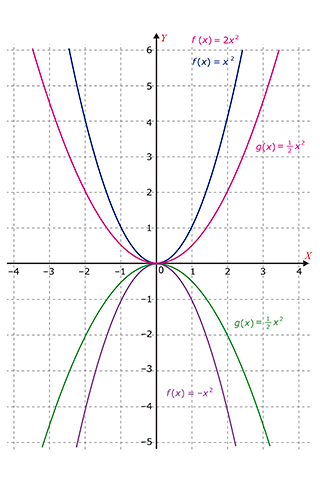 Y
f(x) = 2x²
f(x) = x²
6
5
4
g(x) = ½x²
3
2
1
X
−4 −3 −2 −1 0 1 2 3 4
−1
g(x) = ½x²
−2
−3
f(x) = −x²
−4
−5